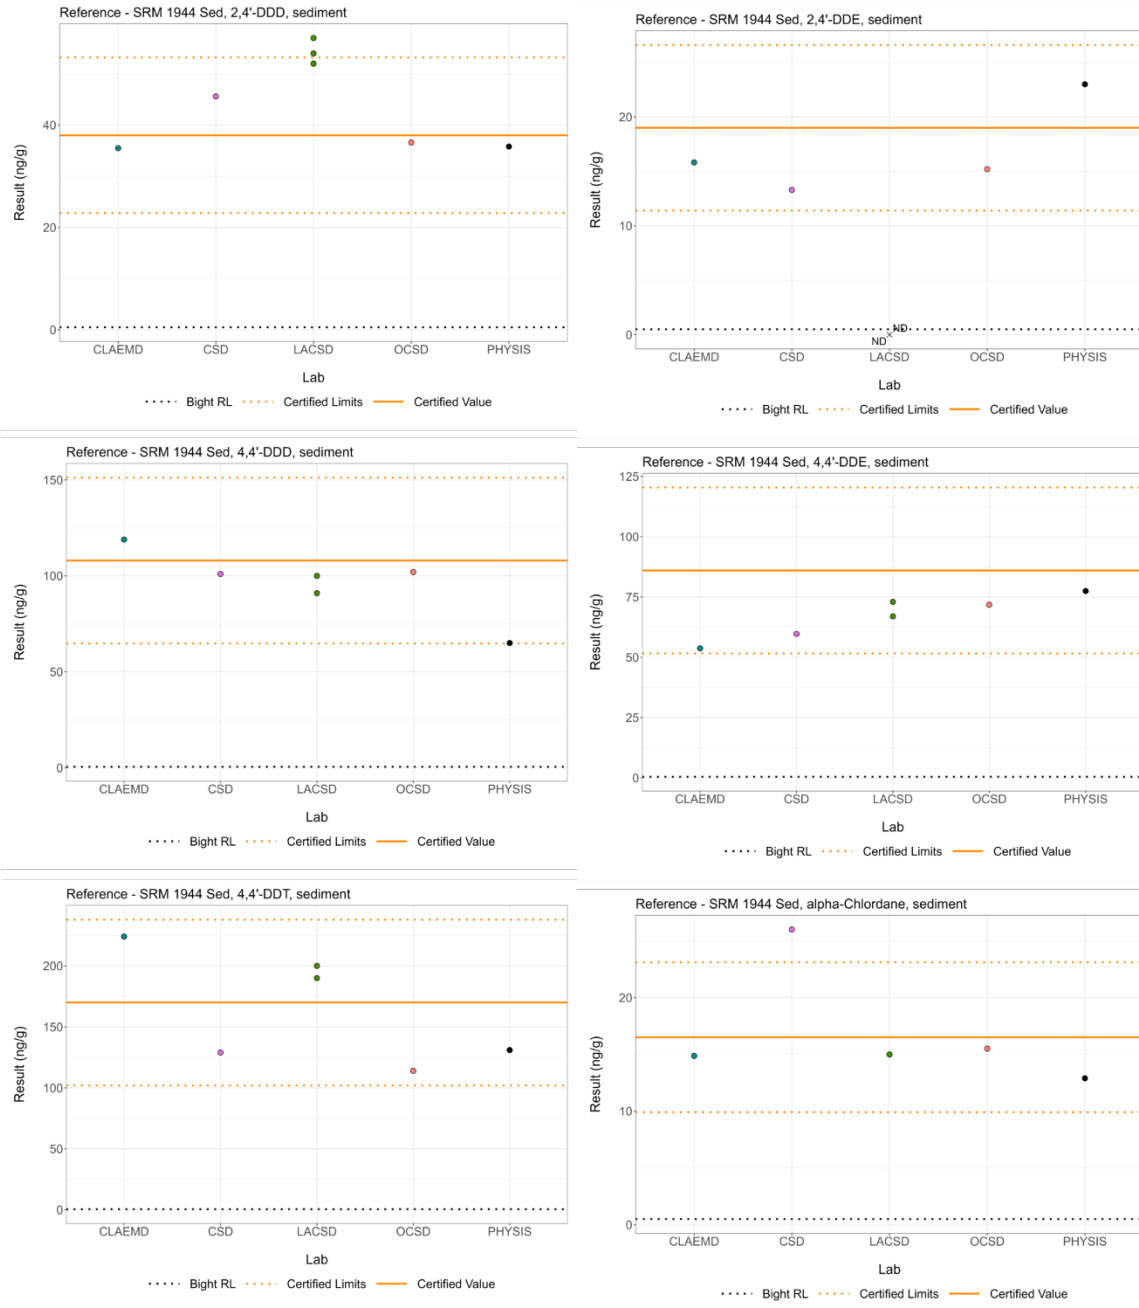 Reference - SRM 1944 Sed, 2,4'-DDD, sediment
Result (ng/g)
40
20
0
CLAEMD CSD LACSD OCSD PHYSIS
Lab
Bight RL Certified Limits Certified Value
Reference - SRM 1944 Sed, 2,4'-DDE, sediment
Result (ng/g)
20
10
0
ND
ND
CLAEMD CSD LACSD OCSD PHYSIS
Lab
Bight RL Certified Limits Certified Value
Reference - SRM 1944 Sed, 4,4'-DDD, sediment
Result (ng/g)
150
100
50
0
CLAEMD CSD LACSD OCSD PHYSIS
Lab
Bight RL Certified Limits Certified Value
Reference - SRM 1944 Sed, 4,4'-DDE, sediment
Result (ng/g)
125
100
75
50
25
0
CLAEMD CSD LACSD OCSD PHYSIS
Lab
Bight RL Certified Limits Certified Value
Reference - SRM 1944 Sed, 4,4'-DDT, sediment
Result (ng/g)
200
150
100
50
0
CLAEMD CSD LACSD OCSD PHYSIS
Lab
Bight RL Certified Limits Certified Value
Reference - SRM 1944 Sed, alpha-Chlordane, sediment
Result (ng/g)
20
10
0
CLAEMD CSD LACSD OCSD PHYSIS
Lab
Bight RL Certified Limits Certified Value